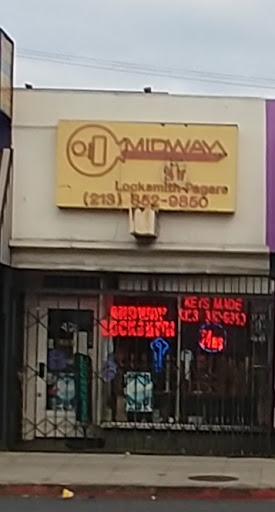 MIDWAY
Locksmith-Pagers
(213) 852-9850
MIDWAY
LOCKSMITH
KEYS MADE